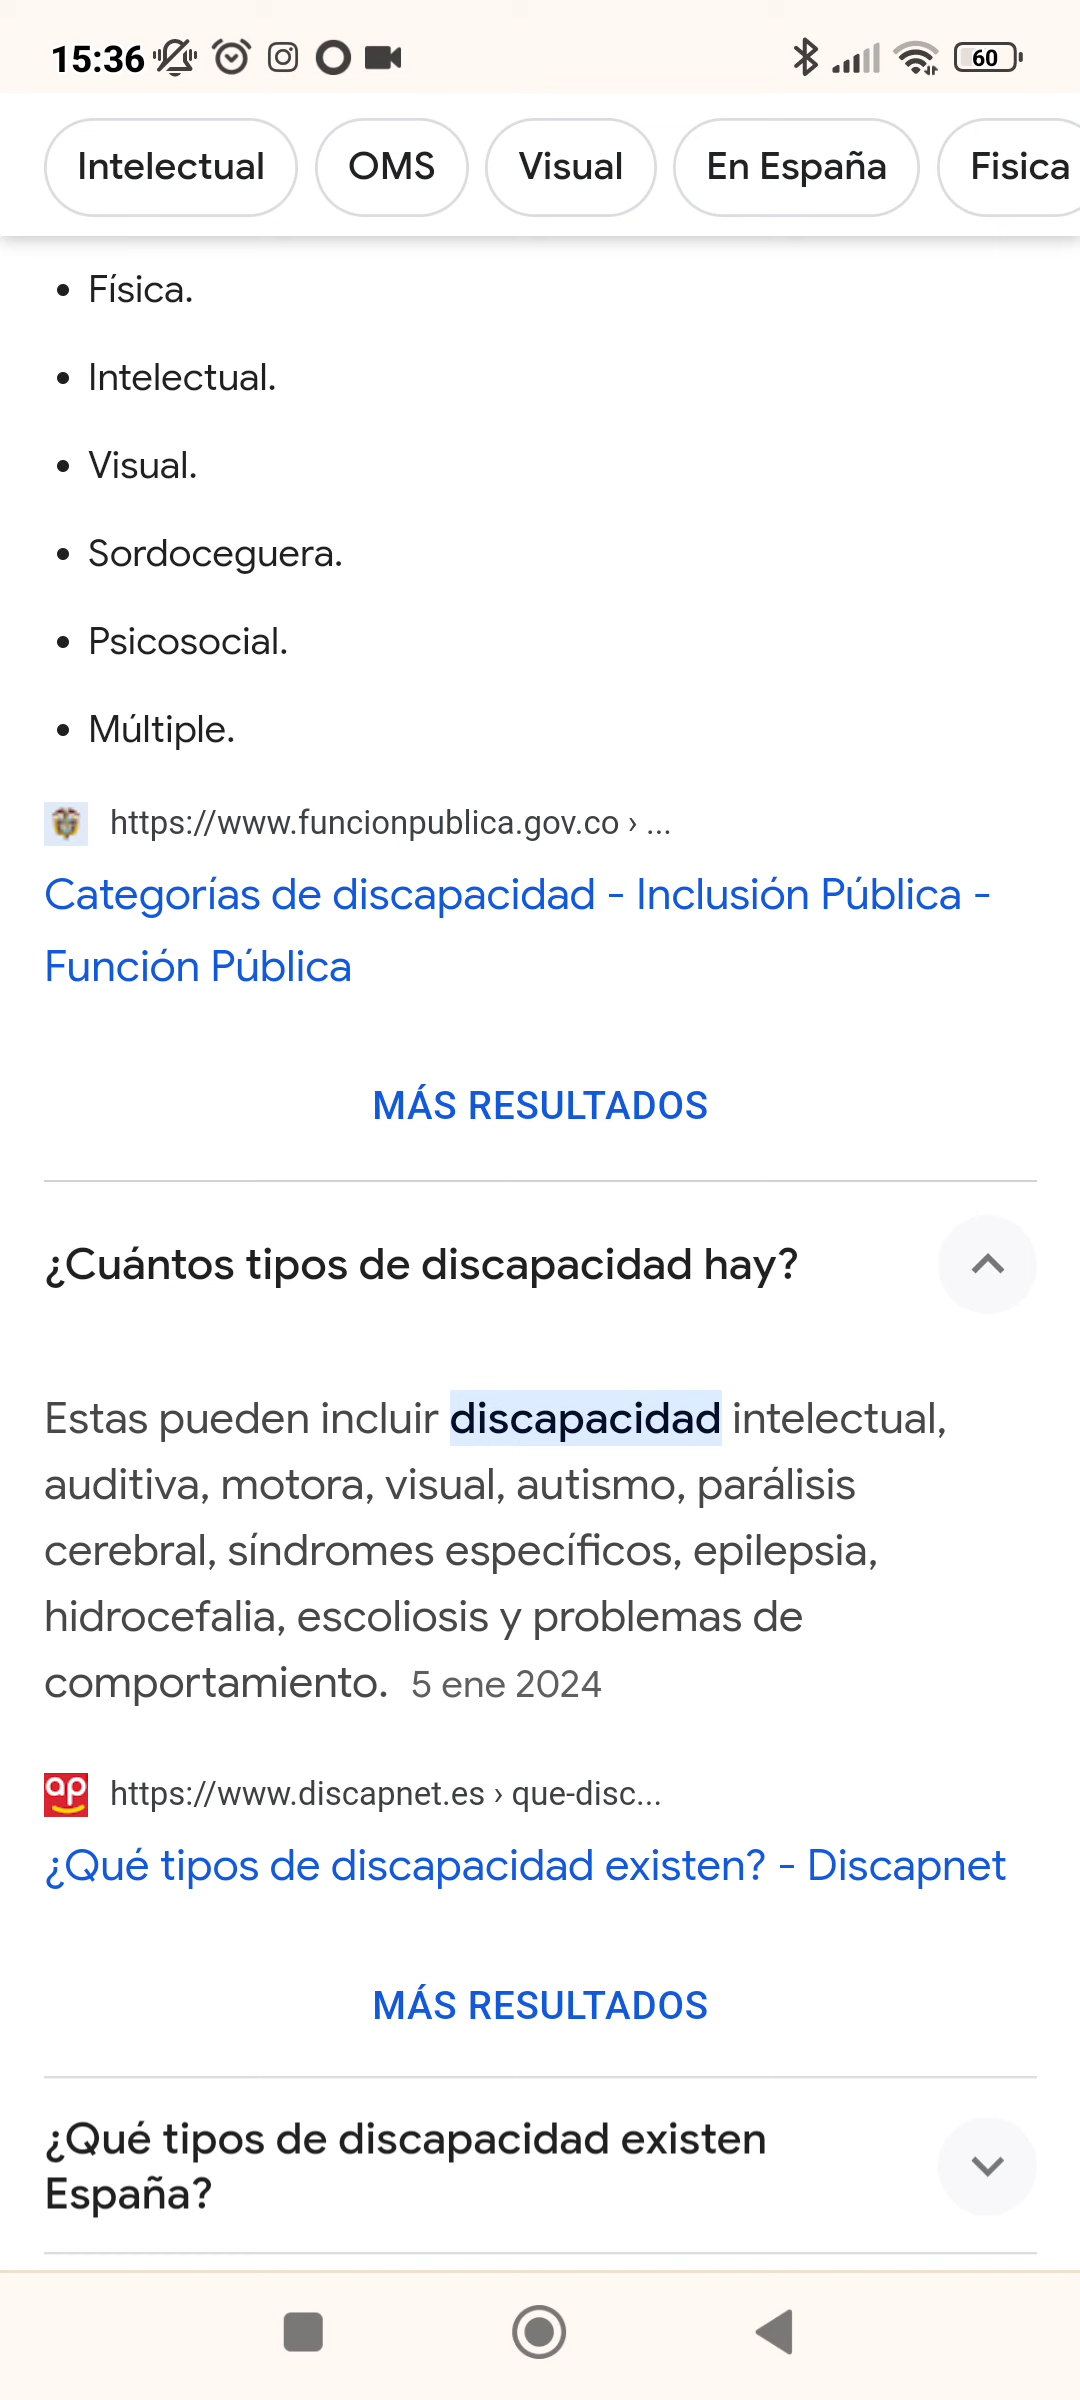 15:36
60
Intelectual OMS Visual En España Fisica
• Física.
• Intelectual.
• Visual.
• Sordoceguera.
• Psicosocial.
• Múltiple.
https://www.funcionpublica.gov.co › ...
Categorías de discapacidad - Inclusión Pública -
Función Pública
MÁS RESULTADOS
¿Cuántos tipos de discapacidad hay?
Estas pueden incluir discapacidad intelectual,
auditiva, motora, visual, autismo, parálisis
cerebral, síndromes específicos, epilepsia,
hidrocefalia, escoliosis y problemas de
comportamiento. 5 ene 2024
ap
https://www.discapnet.es › que-disc...
¿Qué tipos de discapacidad existen? - Discapnet
MÁS RESULTADOS
¿Qué tipos de discapacidad existen
España?